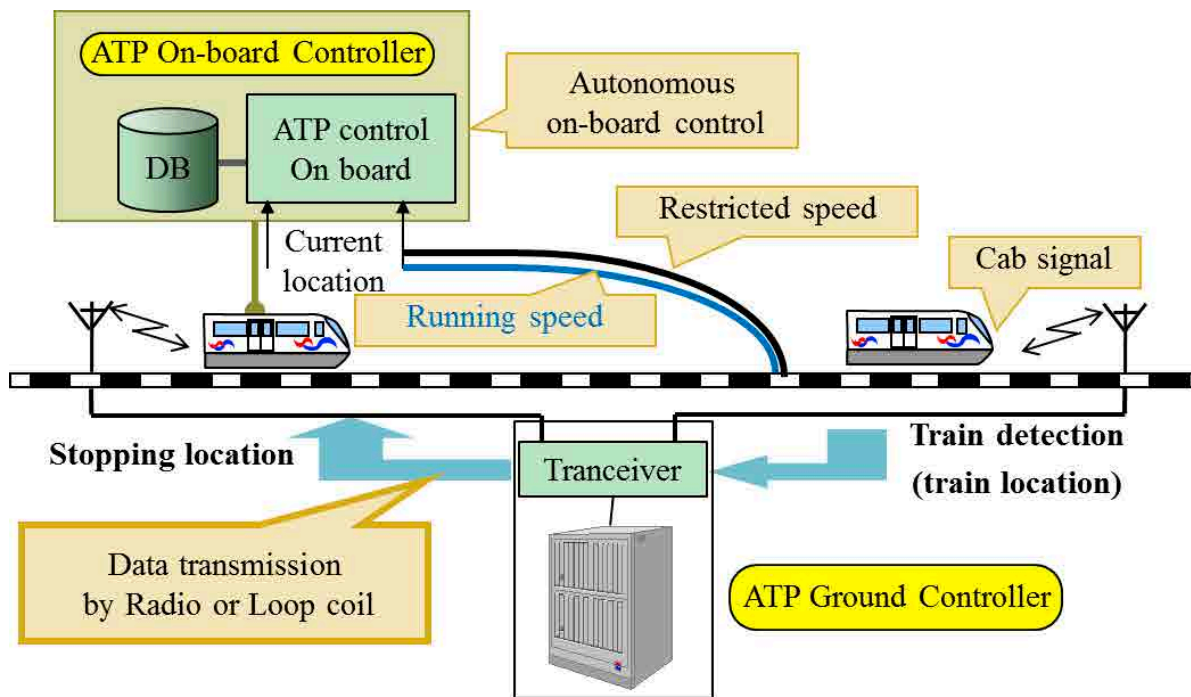 ATP On-board Controller
DB
ATP control
On board
Autonomous
on-board control
Current
location
Restricted speed
Running speed
Cab signal
Stopping location
Tranceiver
Train detection
(train location)
Data transmission
by Radio or Loop coil
ATP Ground Controller